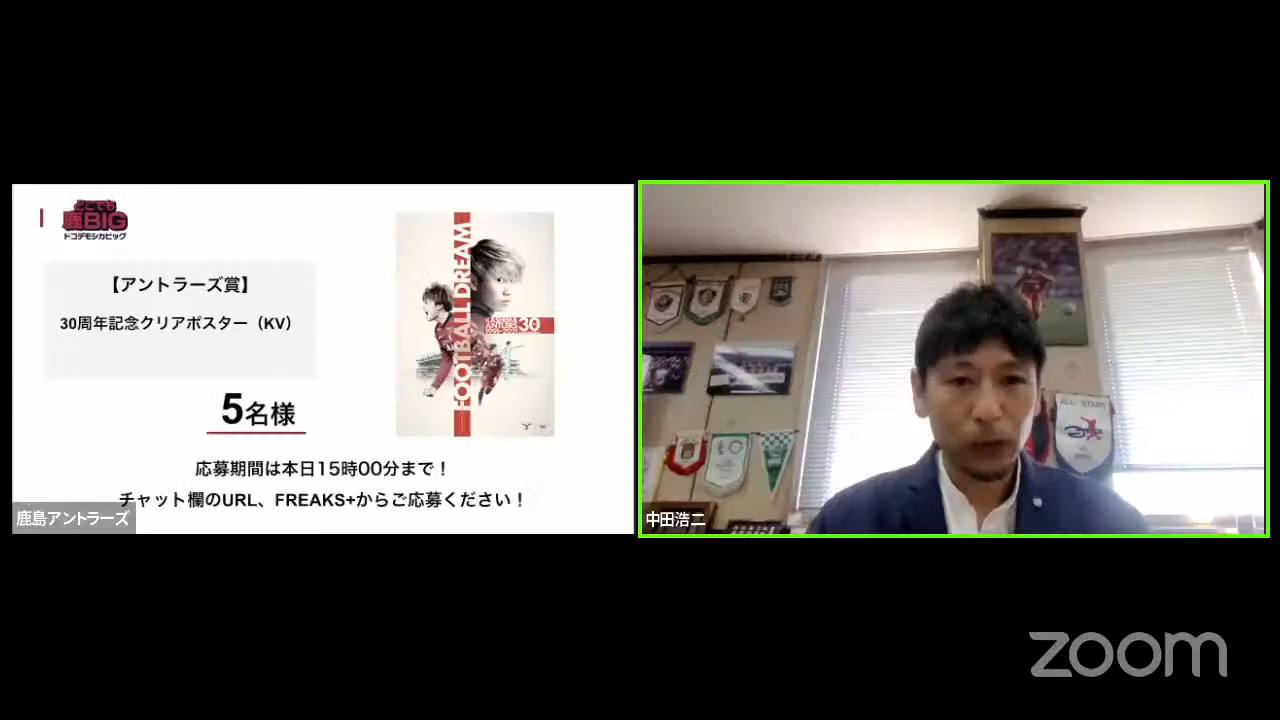 どこでも
鹿BIG
ドコデモシカビッグ
【アントラーズ賞】
30周年記念クリアポスター（KV）
5名様
応募期間は本日15時00分まで！
チャット欄のURL、FREAKS+からご応募ください！
鹿島アントラーズ
FOOTBALL DREAM
KASHIMA
ANTLERS
30
ALL STARS
中田浩二
zoom